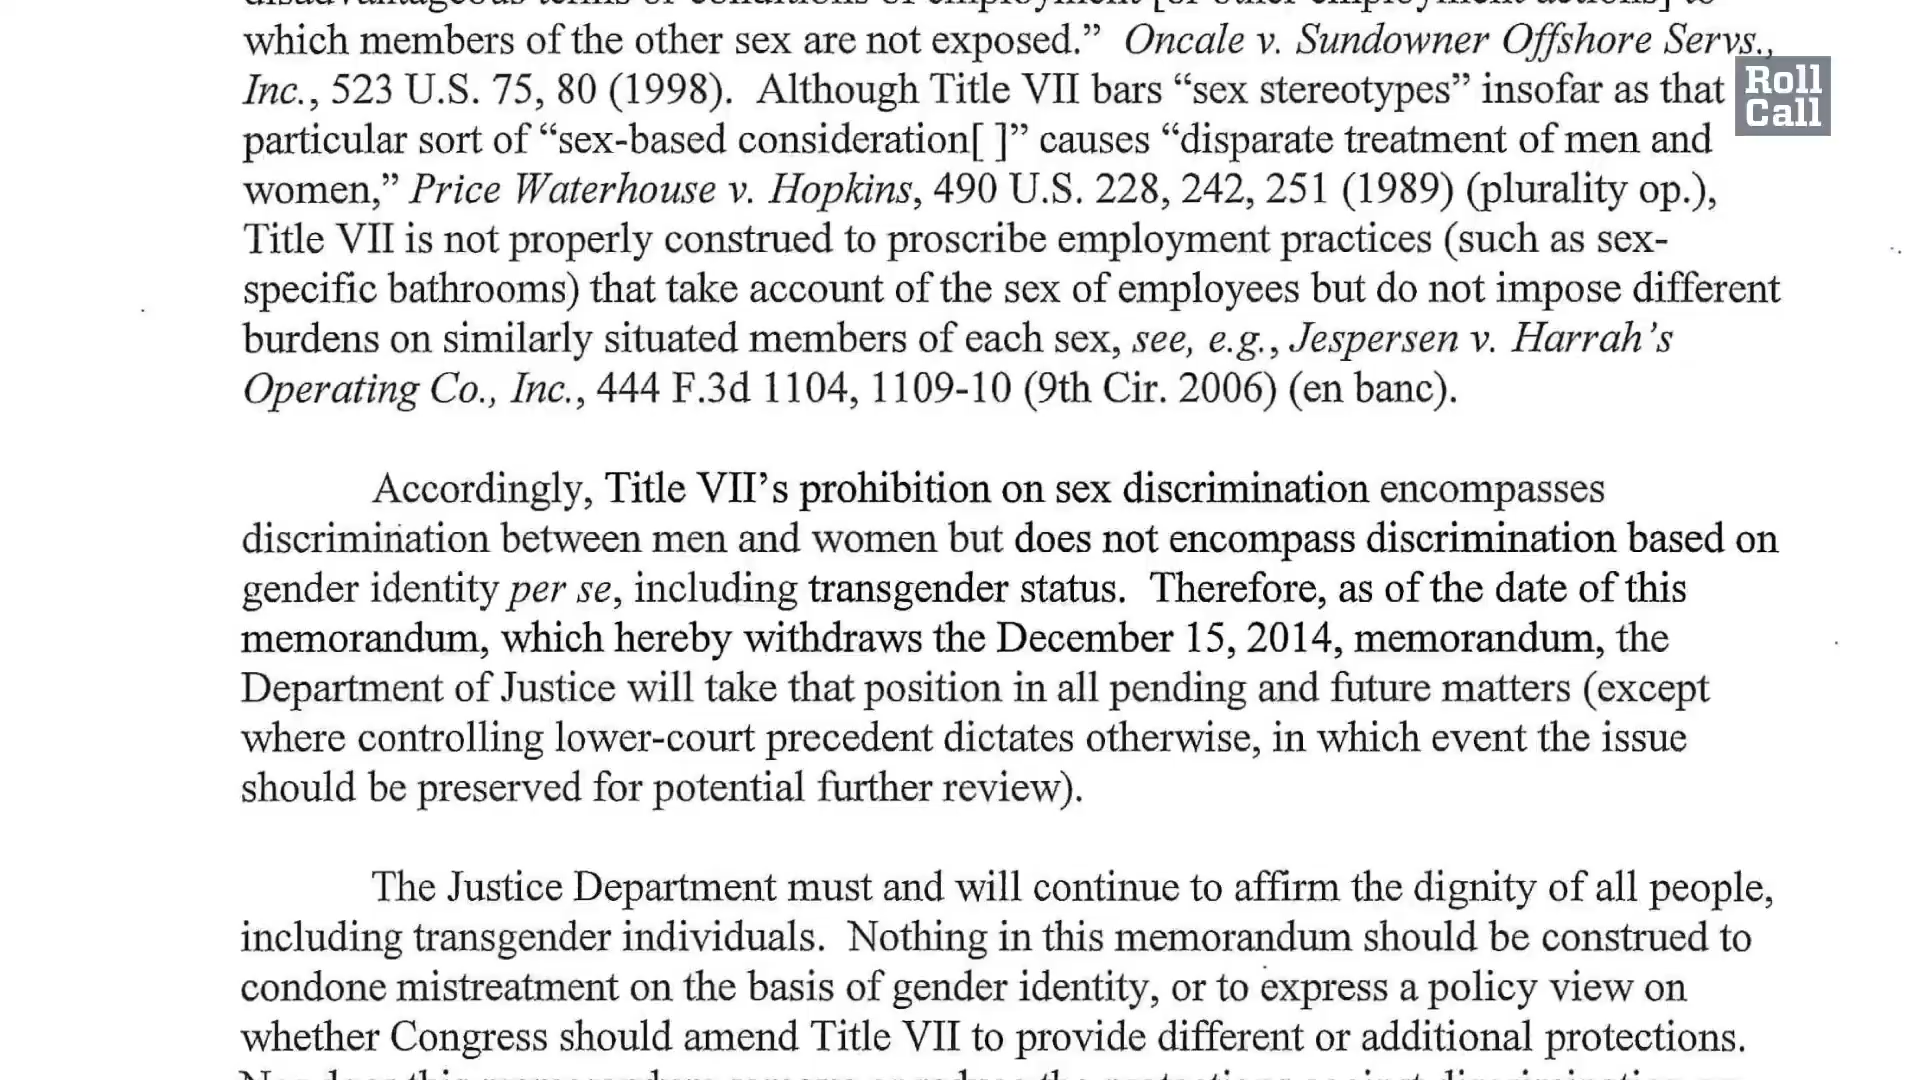 which members of the other sex are not exposed.” Oncale v. Sundowner Offshore Servs.,
Inc., 523 U.S. 75, 80 (1998). Although Title VII bars “sex stereotypes” insofar as that
particular sort of “sex-based consideration[ ]” causes “disparate treatment of men and
women,” Price Waterhouse v. Hopkins, 490 U.S. 228, 242, 251 (1989) (plurality op.),
Title VII is not properly construed to proscribe employment practices (such as sex-
specific bathrooms) that take account of the sex of employees but do not impose different
burdens on similarly situated members of each sex, see, e.g., Jespersen v. Harrah’s
Operating Co., Inc., 444 F.3d 1104, 1109-10 (9th Cir. 2006) (en banc).
Accordingly, Title VII’s prohibition on sex discrimination encompasses
discrimination between men and women but does not encompass discrimination based on
gender identity per se, including transgender status. Therefore, as of the date of this
memorandum, which hereby withdraws the December 15, 2014, memorandum, the
Department of Justice will take that position in all pending and future matters (except
where controlling lower-court precedent dictates otherwise, in which event the issue
should be preserved for potential further review).
The Justice Department must and will continue to affirm the dignity of all people,
including transgender individuals. Nothing in this memorandum should be construed to
condone mistreatment on the basis of gender identity, or to express a policy view on
whether Congress should amend Title VII to provide different or additional protections.
Roll
Call